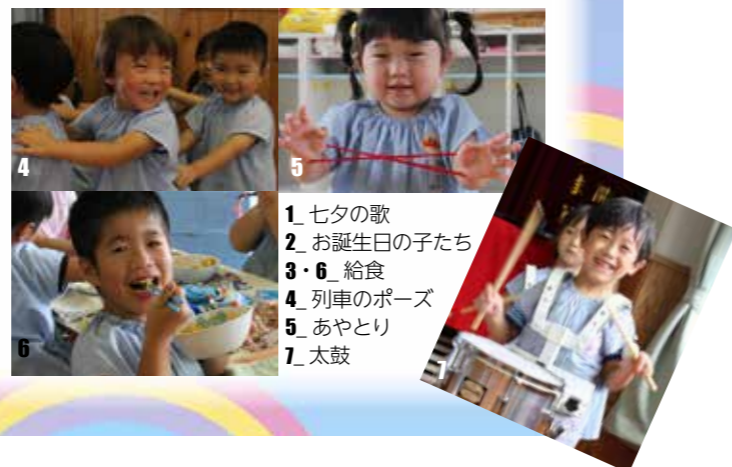 4
5
6
1_ 七夕の歌
2_ お誕生日の子たち
3・6_ 給食
4_ 列車のポーズ
5_ あやとり
7_ 太鼓
7